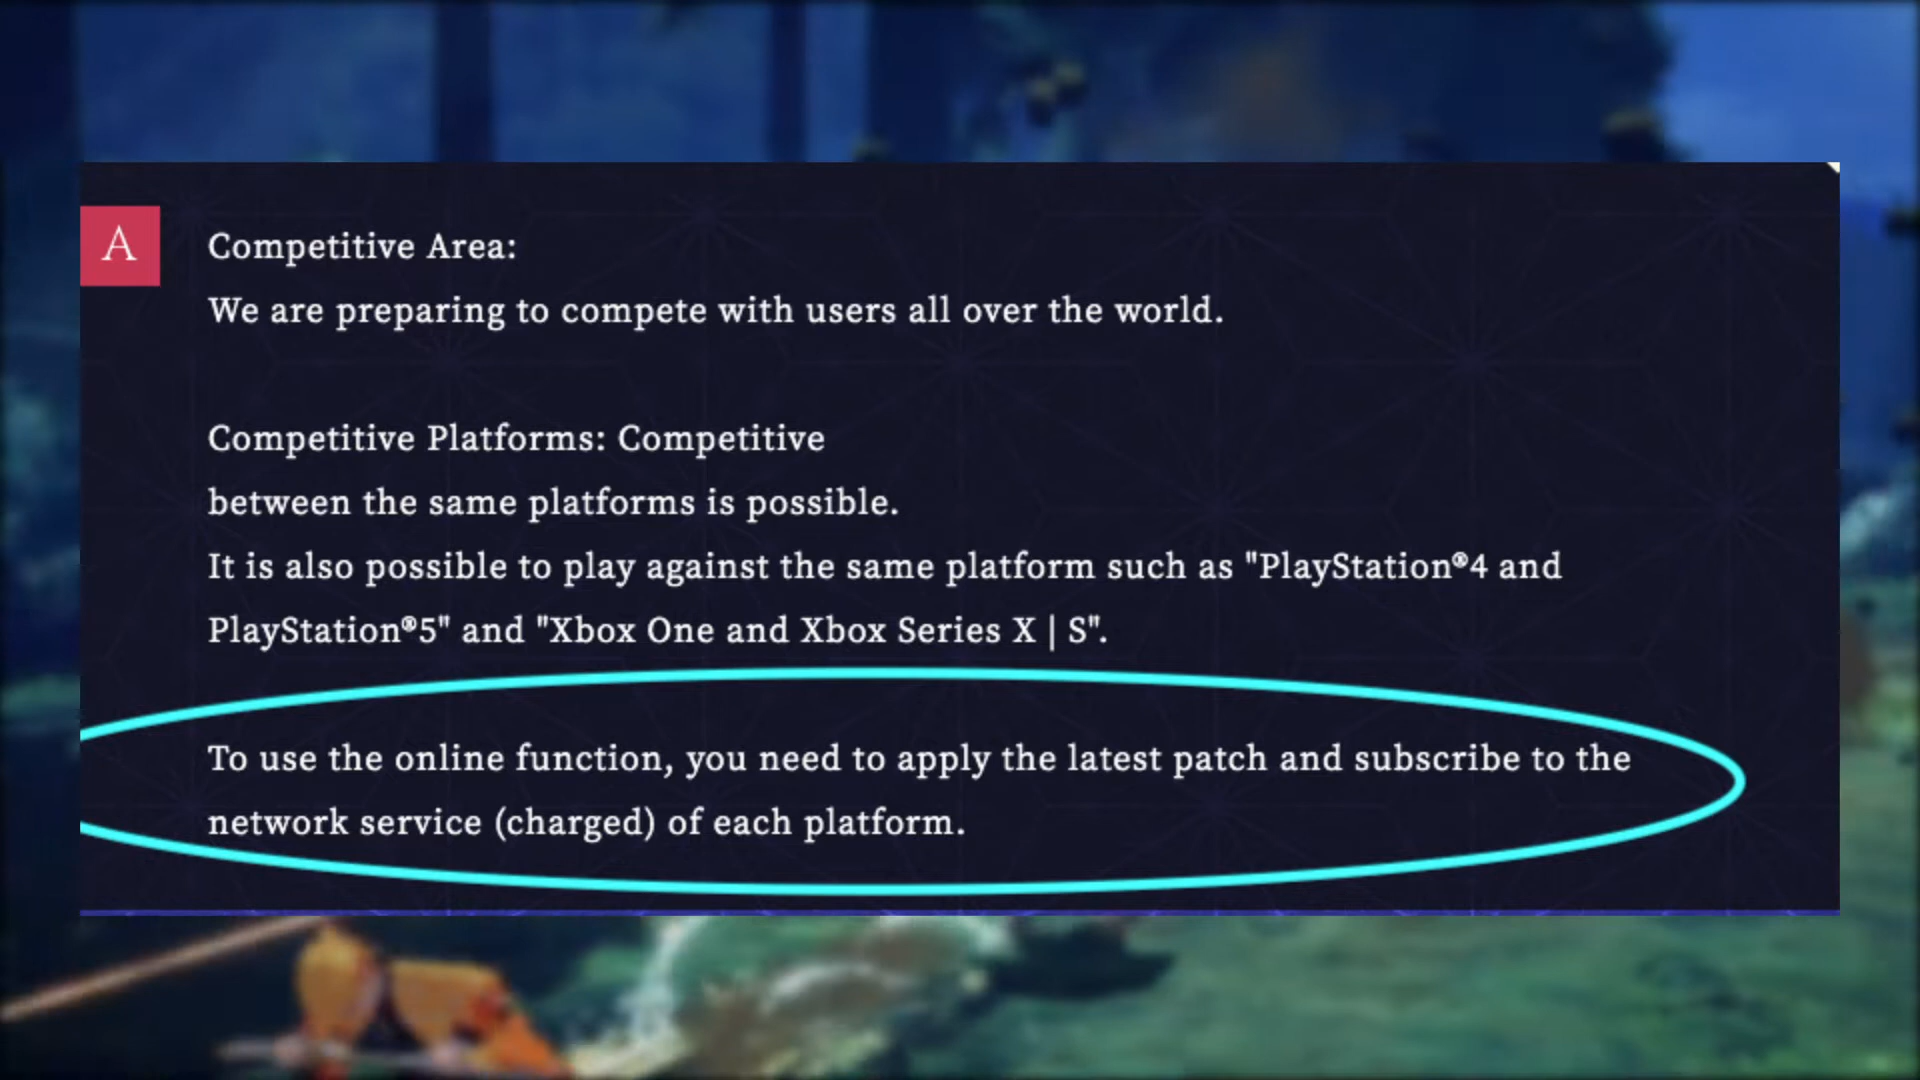 A
Competitive Area:
We are preparing to compete with users all over the world.
Competitive Platforms: Competitive
between the same platforms is possible.
It is also possible to play against the same platform such as "PlayStation®4 and
PlayStation®5" and "Xbox One and Xbox Series X | S".
To use the online function, you need to apply the latest patch and subscribe to the
network service (charged) of each platform.